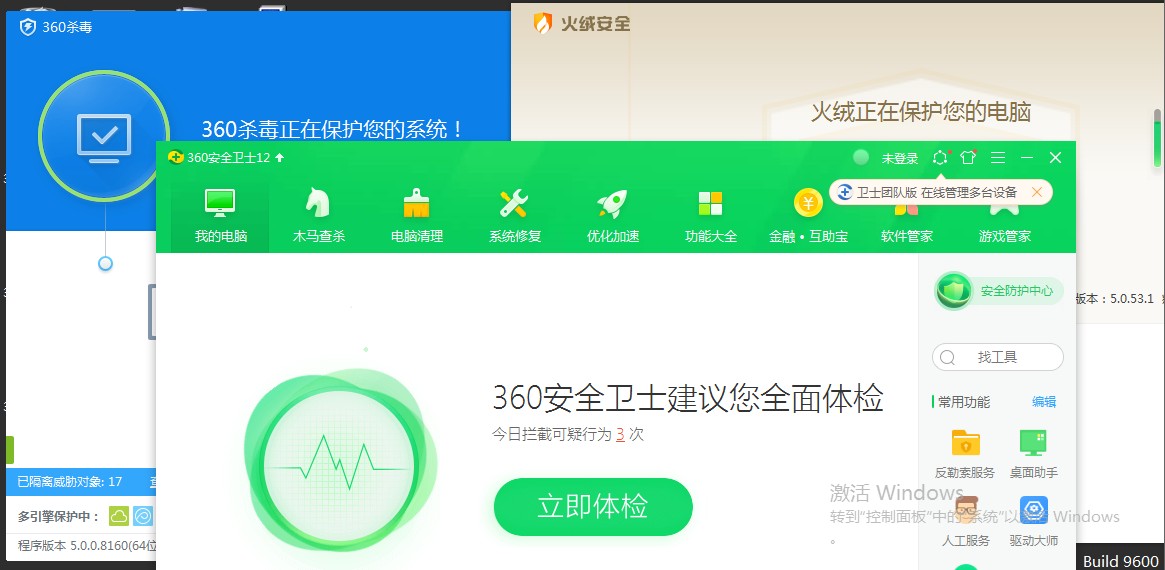 360杀毒
360杀毒正在保护您的系统！
已隔离威胁对象: 17
多引擎保护中：
程序版本 5.0.0.8160(64位
火绒安全
火绒正在保护您的电脑
版本：5.0.53.1
360安全卫士12
未登录
卫士团队版 在线管理多台设备
我的电脑
木马查杀
电脑清理
系统修复
优化加速
功能大全
金融·互助宝
软件管家
游戏管家
360安全卫士建议您全面体检
今日拦截可疑行为 3 次
立即体检
安全防护中心
找工具
常用功能
编辑
反勒索服务
桌面助手
人工服务
驱动大师
激活 Windows
转到"控制面板"中的"系统"以激活 Windows
。
Build 9600